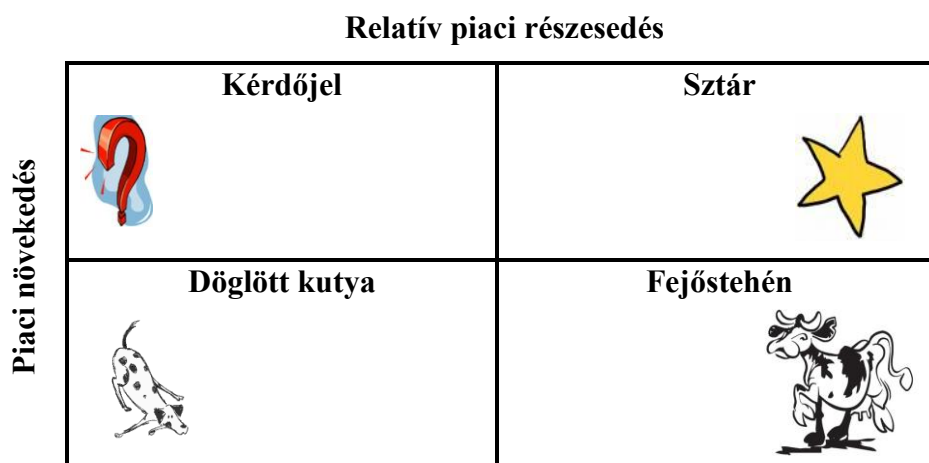 Relatív piaci részesedés
Kérdőjel
Sztár
Piaci növekedés
Döglött kutya
Fejőstehén